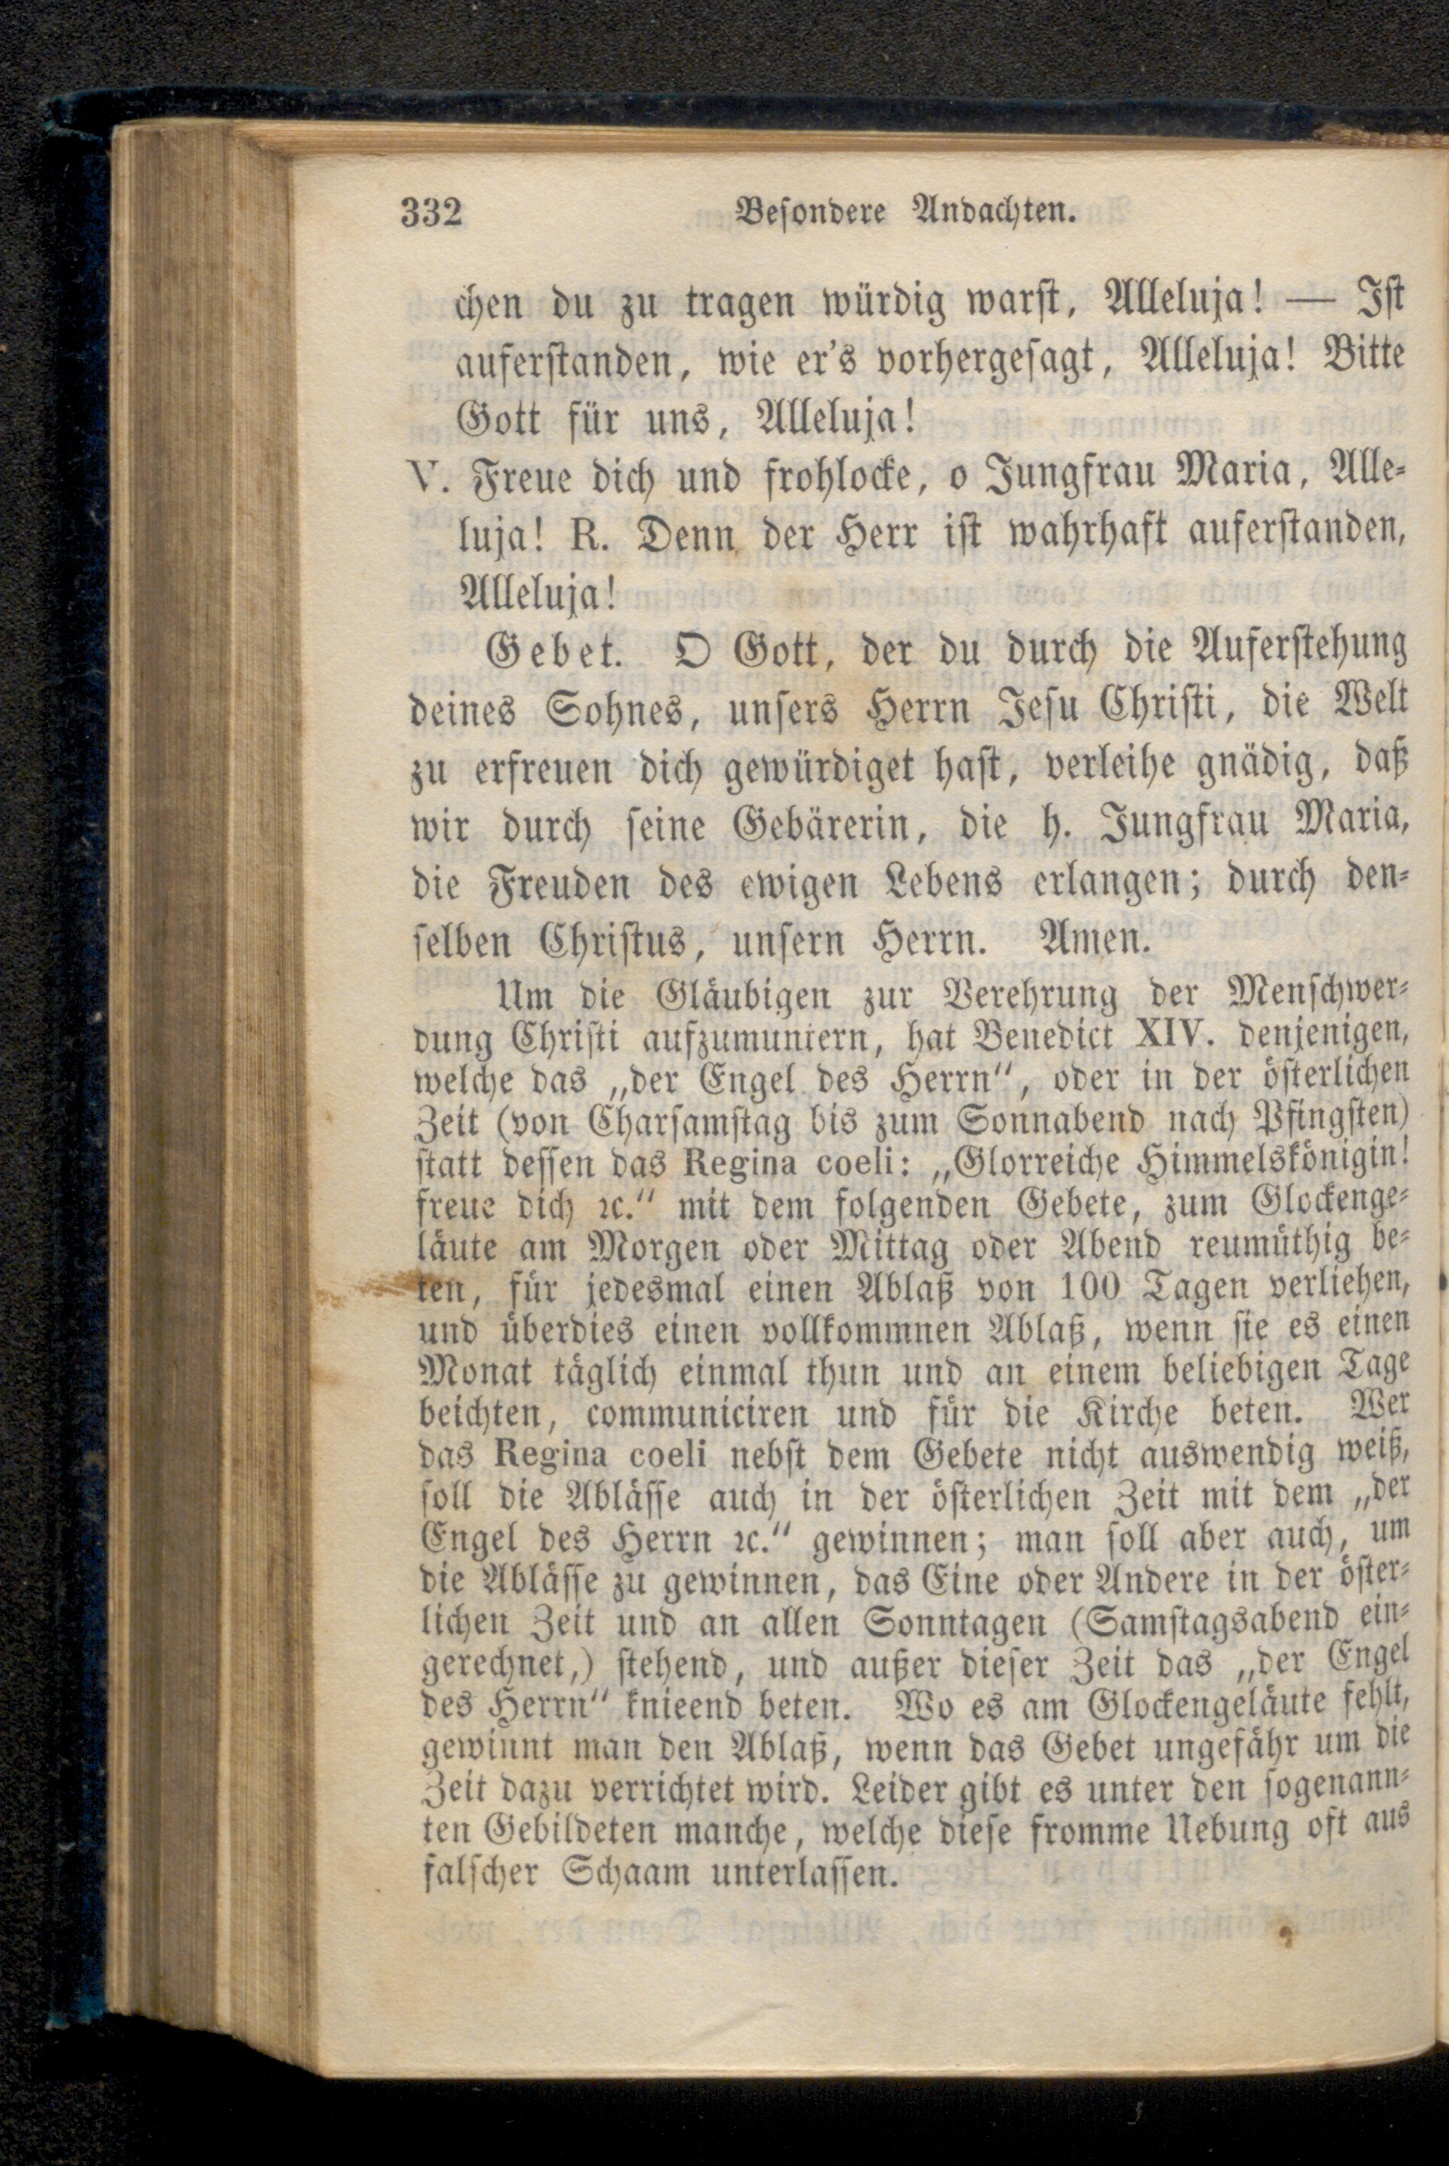 332 Besondere Andachten.
chen du zu tragen würdig warst, Alleluja! — Ist
auferstanden, wie er's vorhergesagt, Alleluja! Bitte
Gott für uns, Alleluja!
V. Freue dich und frohlocke, o Jungfrau Maria, Alle-
luja! R. Denn der Herr ist wahrhaft auferstanden,
Alleluja!
Gebet. O Gott, der du durch die Auferstehung
deines Sohnes, unsers Herrn Jesu Christi, die Welt
zu erfreuen dich gewürdiget hast, verleihe gnädig, daß
wir durch seine Gebärerin, die h. Jungfrau Maria,
die Freuden des ewigen Lebens erlangen; durch den-
selben Christus, unsern Herrn. Amen.
Um die Gläubigen zur Verehrung der Menschwer-
dung Christi aufzumuntern, hat Benedict XIV. denjenigen,
welche das „der Engel des Herrn“, oder in der österlichen
Zeit (von Charsamstag bis zum Sonnabend nach Pfingsten)
statt dessen das Regina coeli: „Glorreiche Himmelskönigin!
freue dich ꝛc.“ mit dem folgenden Gebete, zum Glockenge-
läute am Morgen oder Mittag oder Abend reumüthig be-
ten, für jedesmal einen Ablaß von 100 Tagen verliehen,
und überdies einen vollkommnen Ablaß, wenn sie es einen
Monat täglich einmal thun und an einem beliebigen Tage
beichten, communiciren und für die Kirche beten. Wer
das Regina coeli nebst dem Gebete nicht auswendig weiß,
soll die Ablässe auch in der österlichen Zeit mit dem „der
Engel des Herrn ꝛc.“ gewinnen; man soll aber auch, um
die Ablässe zu gewinnen, das Eine oder Andere in der öster-
lichen Zeit und an allen Sonntagen (Samstagsabend ein-
gerechnet,) stehend, und außer dieser Zeit das „der Engel
des Herrn“ knieend beten. Wo es am Glockengeläute fehlt,
gewinnt man den Ablaß, wenn das Gebet ungefähr um die
Zeit dazu verrichtet wird. Leider gibt es unter den sogenann-
ten Gebildeten manche, welche diese fromme Uebung oft aus
falscher Schaam unterlassen.